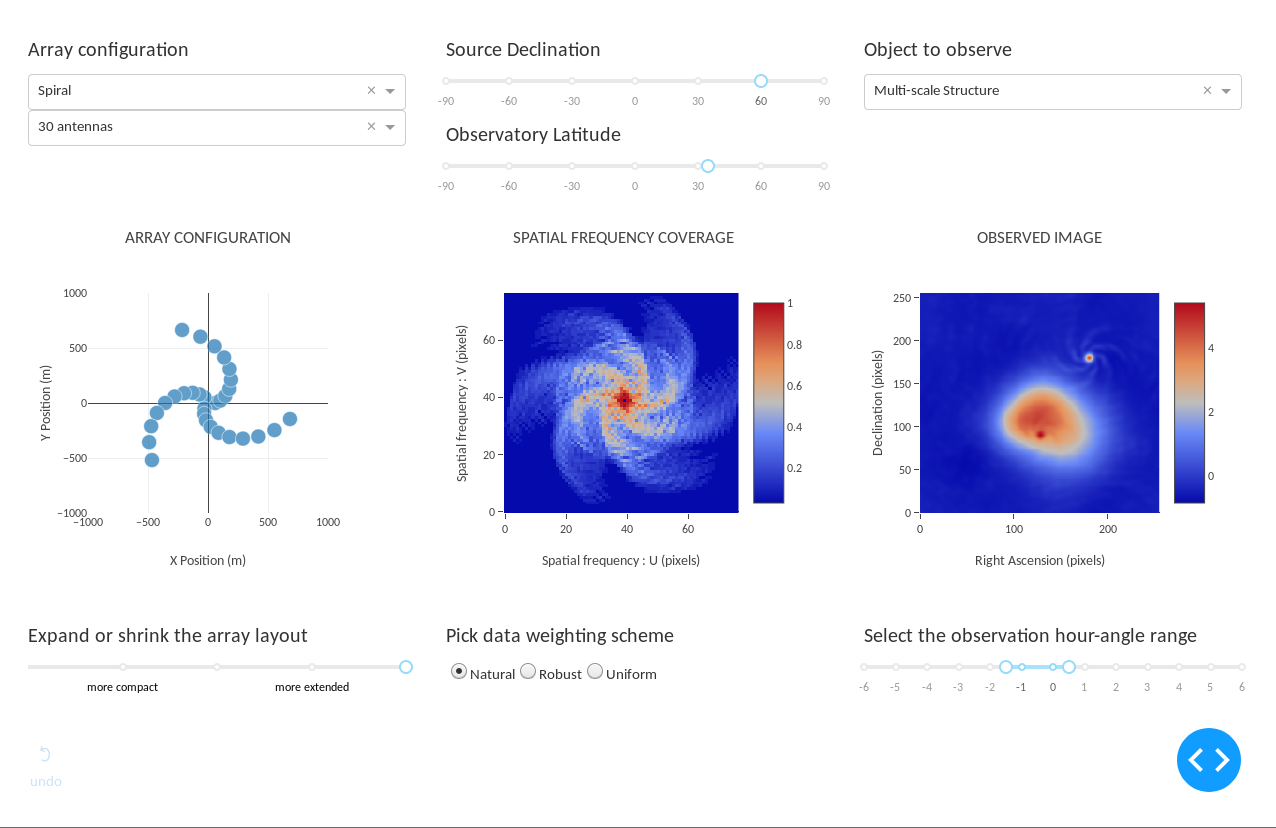 Array configuration
Spiral
30 antennas
Source Declination
-90 -60 -30 0 30 60 90
Observatory Latitude
-90 -60 -30 0 30 60 90
Object to observe
Multi-scale Structure
ARRAY CONFIGURATION
1000
500
0
−500
−1000
−1000 −500 0 500 1000
Y Position (m)
X Position (m)
SPATIAL FREQUENCY COVERAGE
60
40
20
0
0 20 40 60
Spatial frequency : V (pixels)
Spatial frequency : U (pixels)
1
0.8
0.6
0.4
0.2
OBSERVED IMAGE
250
200
150
100
50
0
0 100 200
Declination (pixels)
Right Ascension (pixels)
4
2
0
Expand or shrink the array layout
more compact more extended
Pick data weighting scheme
Natural Robust Uniform
Select the observation hour-angle range
-6 -5 -4 -3 -2 -1 0 1 2 3 4 5 6
undo